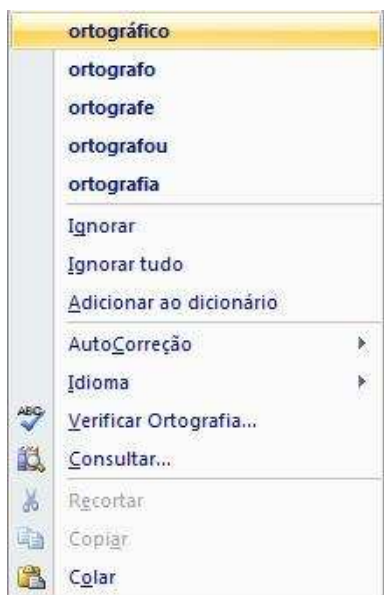 ortográfico
ortografo
ortografe
ortografou
ortografia
Ignorar
Ignorar tudo
Adicionar ao dicionário
AutoCorreção
Idioma
ABC
Verificar Ortografia...
Consultar...
Recortar
Copiar
Colar